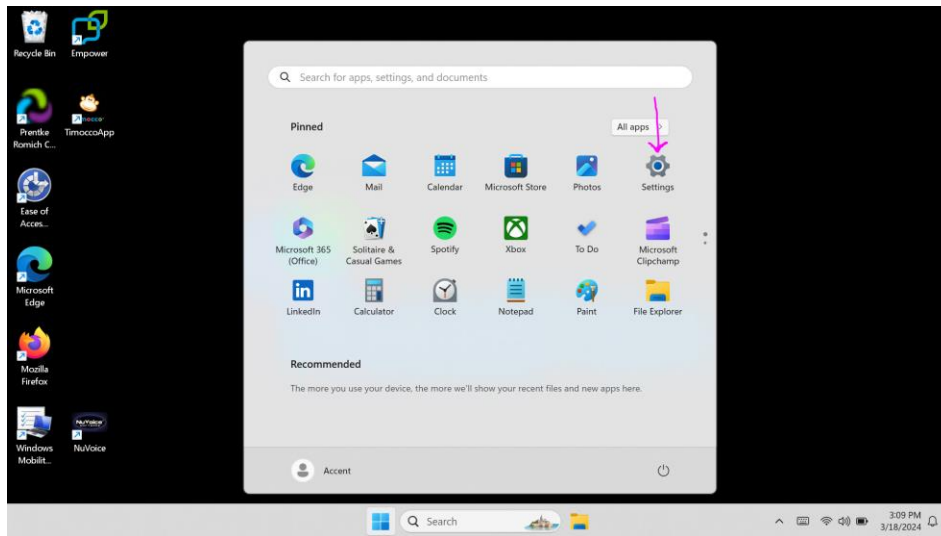 Recycle Bin
Empower
Prentke
Romich C...
TimoccoApp
Ease of
Acces...
Microsoft
Edge
Mozilla
Firefox
Windows
Mobilit...
NuVoice
NuVoice
Search for apps, settings, and documents
Pinned
All apps >
Edge
Mail
Calendar
Microsoft Store
Photos
Settings
Microsoft 365
(Office)
Solitaire &
Casual Games
Spotify
Xbox
To Do
Microsoft
Clipchamp
in
LinkedIn
Calculator
Clock
Notepad
Paint
File Explorer
Recommended
The more you use your device, the more we'll show your recent files and new apps here.
Accent
Search
3:09 PM
3/18/2024